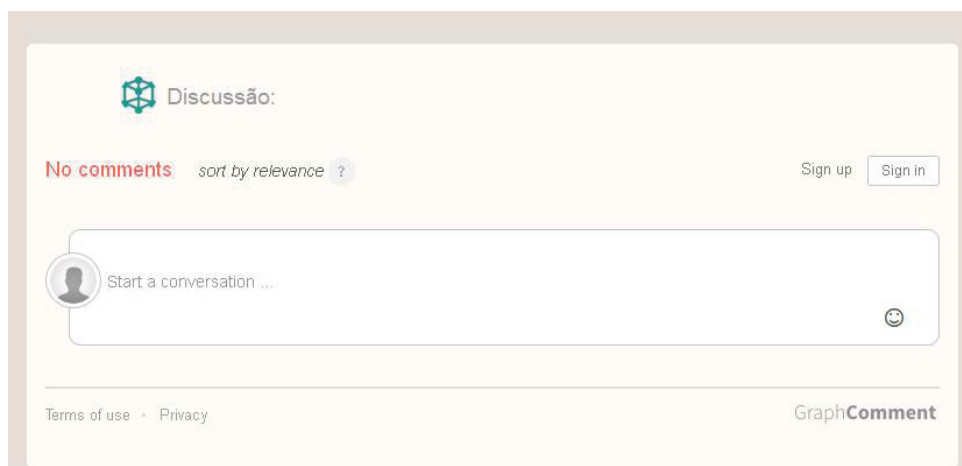 Discussão:
No comments sort by relevance ? Sign up Sign in
Start a conversation ...
Terms of use • Privacy GraphComment